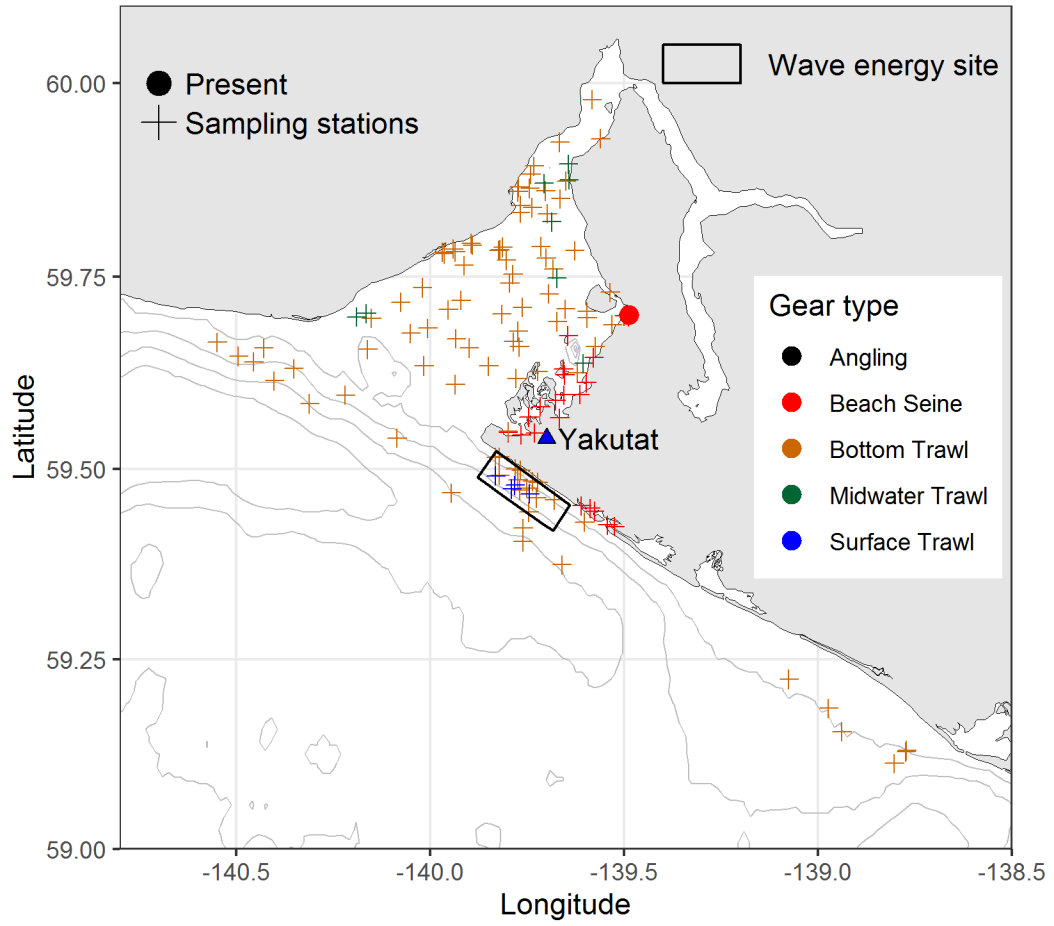 Present
Sampling stations
Wave energy site
60.00
59.75
59.50
59.25
59.00
Latitude
Yakutat
Gear type
Angling
Beach Seine
Bottom Trawl
Midwater Trawl
Surface Trawl
-140.5
-140.0
-139.5
-139.0
-138.5
Longitude